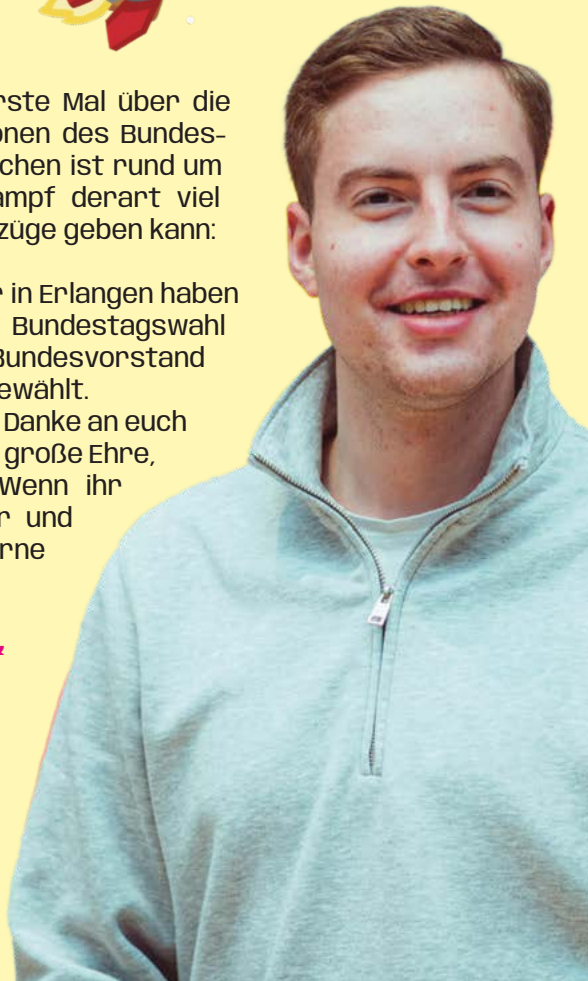 rste Mal über die
onen des Bundes-
chen ist rund um
ampf derart viel
züge geben kann:
r in Erlangen haben
Bundestagswahl
Bundesvorstand
ewählt.
Danke an euch
große Ehre,
Wenn ihr
r und
rne